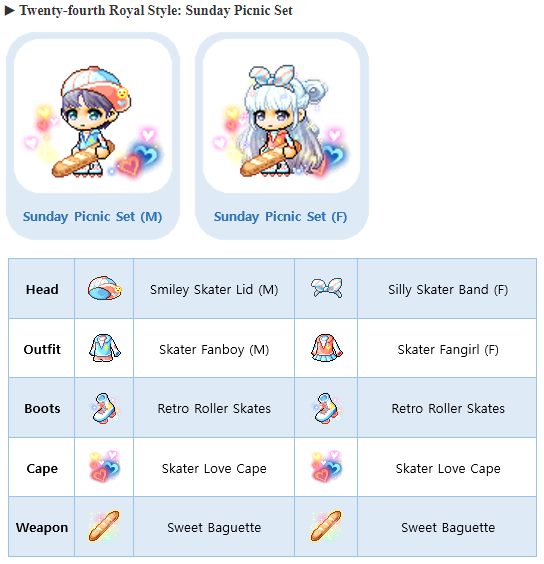 ► Twenty-fourth Royal Style: Sunday Picnic Set
Sunday Picnic Set (M)
Sunday Picnic Set (F)
Head Smiley Skater Lid (M) Silly Skater Band (F)
Outfit Skater Fanboy (M) Skater Fangirl (F)
Boots Retro Roller Skates Retro Roller Skates
Cape Skater Love Cape Skater Love Cape
Weapon Sweet Baguette Sweet Baguette